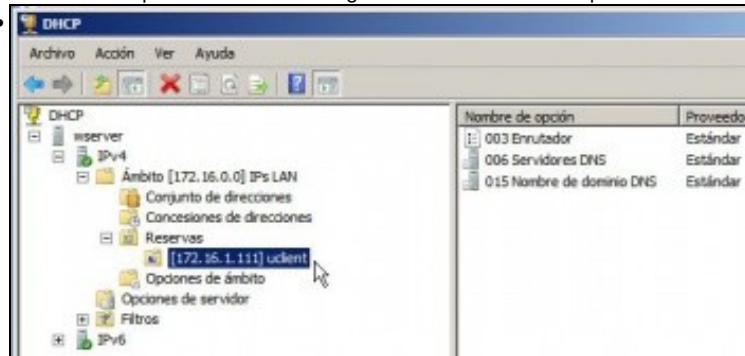 DHCP
Archivo Acción Ver Ayuda
DHCP
wserver
IPv4
Ámbito [172.16.0.0] IPs LAN
Conjunto de direcciones
Concesiones de direcciones
Reservas
[172.16.1.111] uclient
Opciones de ámbito
Opciones de servidor
Filtros
IPv6
Nombre de opción Proveedo
003 Enrutador Estándar
006 Servidores DNS Estándar
015 Nombre de dominio DNS Estándar